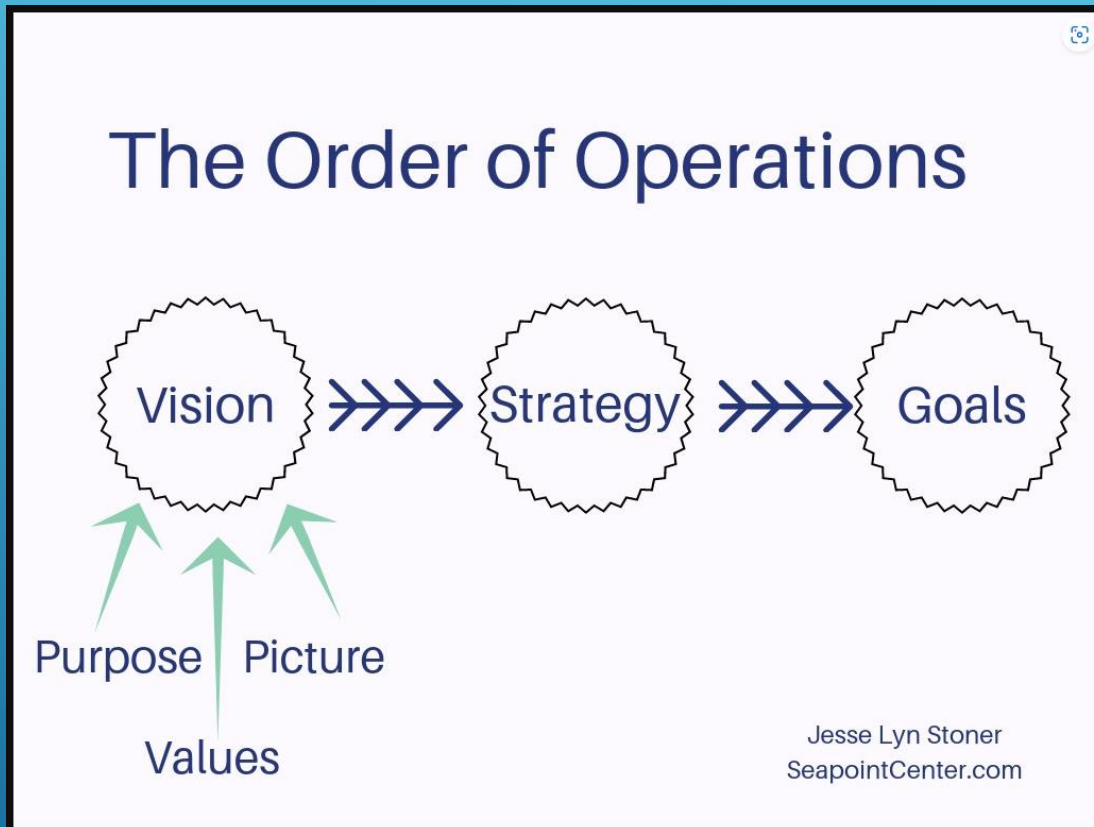 The Order of Operations
Vision
Strategy
Goals
Purpose
Picture
Values
Jesse Lyn Stoner
SeapointCenter.com